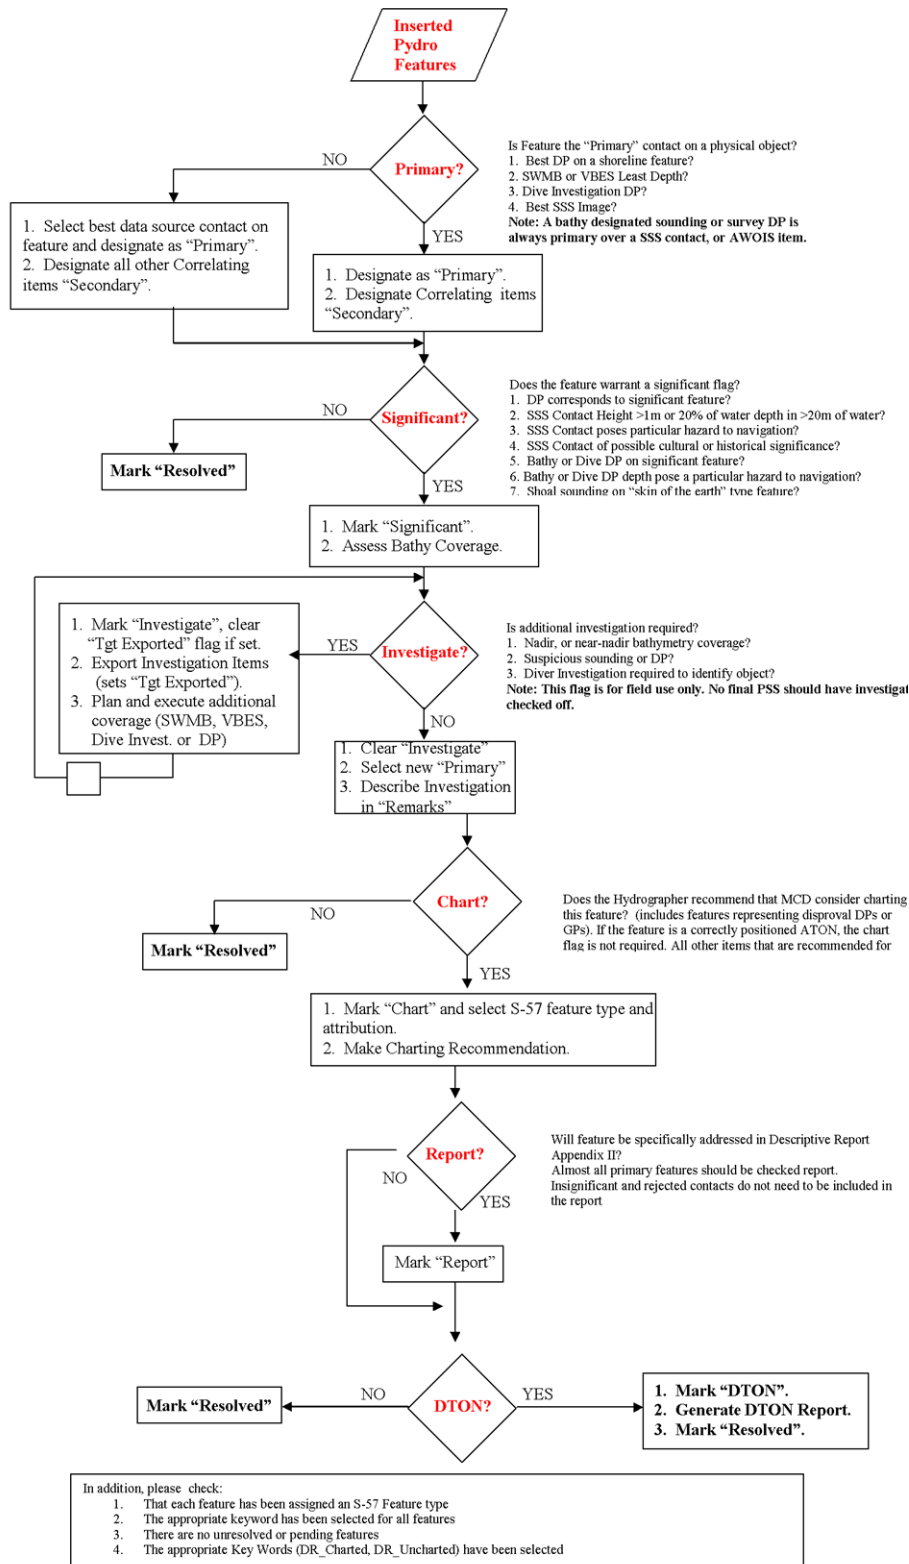 Inserted
Pydro
Features
NO
Primary?
Is Feature the “Primary” contact on a physical object?
1. Best DP on a shoreline feature?
2. SWMB or VBES Least Depth?
3. Dive Investigation DP?
4. Best SSS Image?
Note: A bathy designated sounding or survey DP is
always primary over a SSS contact, or AWOIS item.
1. Select best data source contact on
feature and designate as “Primary”.
2. Designate all other Correlating
items “Secondary”.
YES
1. Designate as “Primary”.
2. Designate Correlating items
“Secondary”.
NO
Significant?
Does the feature warrant a significant flag?
1. DP corresponds to significant feature?
2. SSS Contact Height >1m or 20% of water depth in >20m of water?
3. SSS Contact poses particular hazard to navigation?
4. SSS Contact of possible cultural or historical significance?
5. Bathy or Dive DP on significant feature?
6. Bathy or Dive DP depth pose a particular hazard to navigation?
7. Shoal sounding on “skin of the earth” type feature?
Mark “Resolved”
YES
1. Mark “Significant”.
2. Assess Bathy Coverage.
1. Mark “Investigate”, clear
“Tgt Exported” flag if set.
2. Export Investigation Items
(sets “Tgt Exported”).
3. Plan and execute additional
coverage (SWMB, VBES,
Dive Invest. or DP)
YES
Investigate?
Is additional investigation required?
1. Nadir, or near-nadir bathymetry coverage?
2. Suspicious sounding or DP?
3. Diver Investigation required to identify object?
Note: This flag is for field use only. No final PSS should have investigat
checked off.
NO
1. Clear “Investigate”
2. Select new “Primary”
3. Describe Investigation
in “Remarks”
NO
Chart?
Does the Hydrographer recommend that MCD consider charting
this feature? (includes features representing disproval DPs or
GPs). If the feature is a correctly positioned ATON, the chart
flag is not required. All other items that are recommended for
Mark “Resolved”
YES
1. Mark “Chart” and select S-57 feature type and
attribution.
2. Make Charting Recommendation.
Report?
NO
YES
Will feature be specifically addressed in Descriptive Report
Appendix II?
Almost all primary features should be checked report.
Insignificant and rejected contacts do not need to be included in
the report
Mark “Report”
Mark “Resolved”
NO
DTON?
YES
1. Mark “DTON”.
2. Generate DTON Report.
3. Mark “Resolved”.
In addition, please check:
1. That each feature has been assigned an S-57 Feature type
2. The appropriate keyword has been selected for all features
3. There are no unresolved or pending features
4. The appropriate Key Words (DR_Charted, DR_Uncharted) have been selected